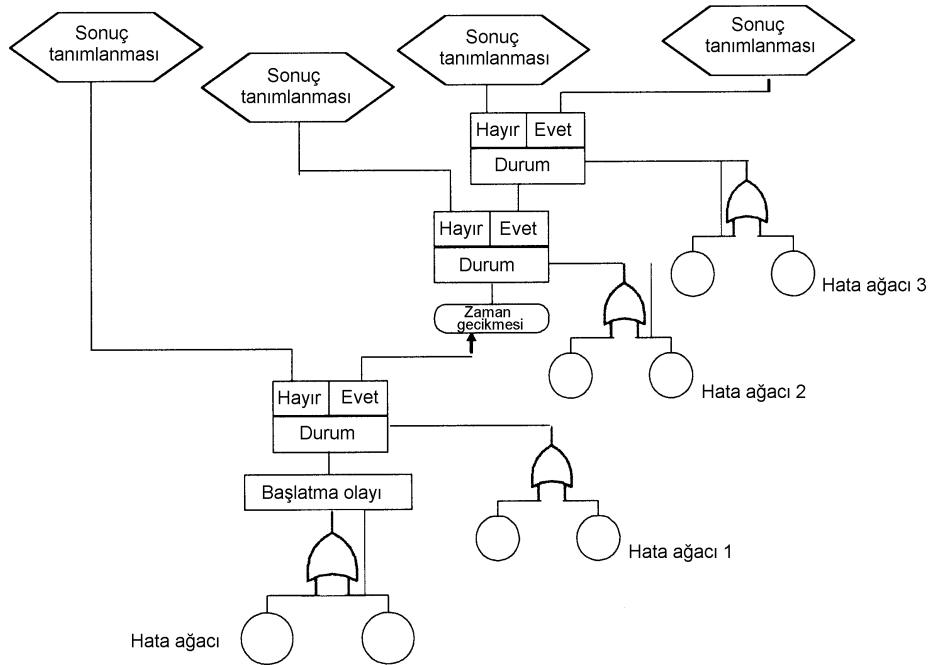 Sonuç
tanımlanması
Sonuç
tanımlanması
Sonuç
tanımlanması
Sonuç
tanımlanması
Hayır
Evet
Durum
Hayır
Evet
Durum
Hata ağacı 3
Zaman
gecikmesi
Hayır
Evet
Hata ağacı 2
Durum
Başlatma olayı
Hata ağacı 1
Hata ağacı